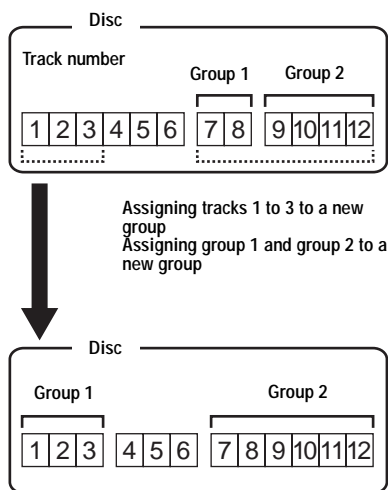 Disc
Track number
Group 1 Group 2
1 2 3 4 5 6 7 8 9 10 11 12
Assigning tracks 1 to 3 to a new
group
Assigning group 1 and group 2 to a
new group
Disc
Group 1 Group 2
1 2 3 4 5 6 7 8 9 10 11 12